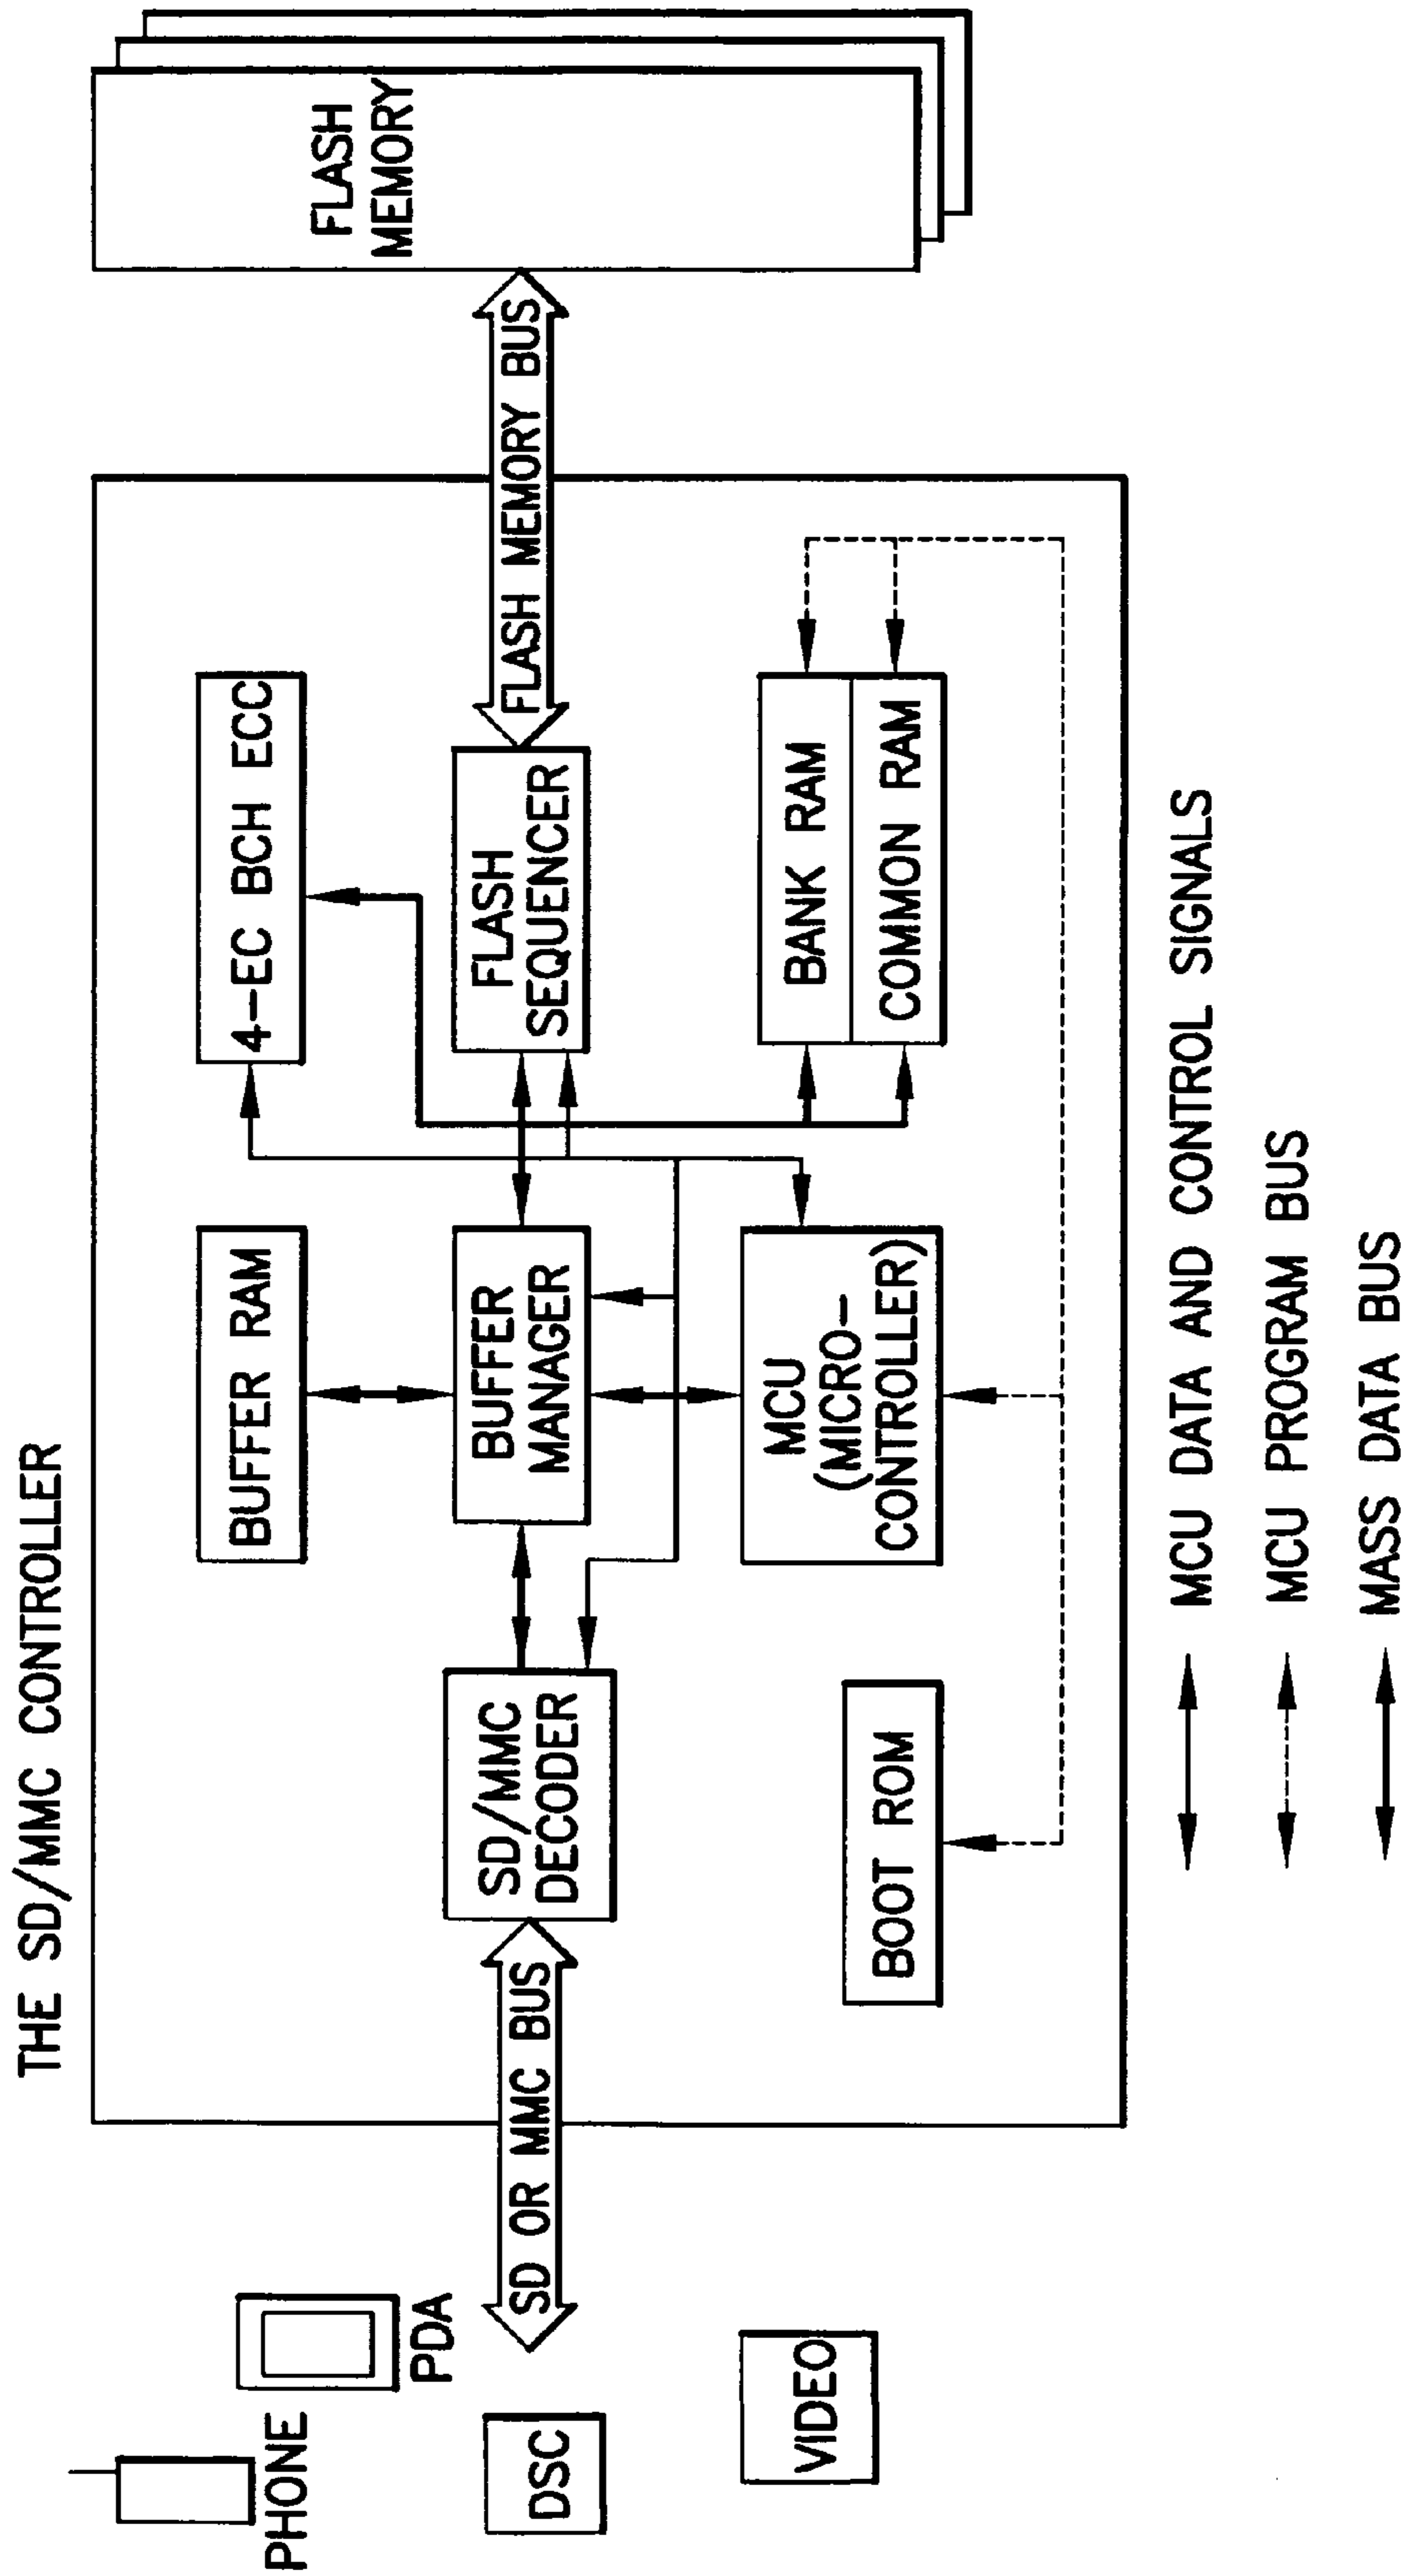 THE SD/MMC CONTROLLER
PHONE
PDA
DSC
VIDEO
SD OR MMC BUS
SD/MMC
DECODER
BUFFER RAM
BUFFER
MANAGER
MCU
(MICRO-
CONTROLLER)
BOOT ROM
4-EC BCH ECC
FLASH
SEQUENCER
BANK RAM
COMMON RAM
FLASH MEMORY BUS
FLASH
MEMORY
MCU DATA AND CONTROL SIGNALS
MCU PROGRAM BUS
MASS DATA BUS